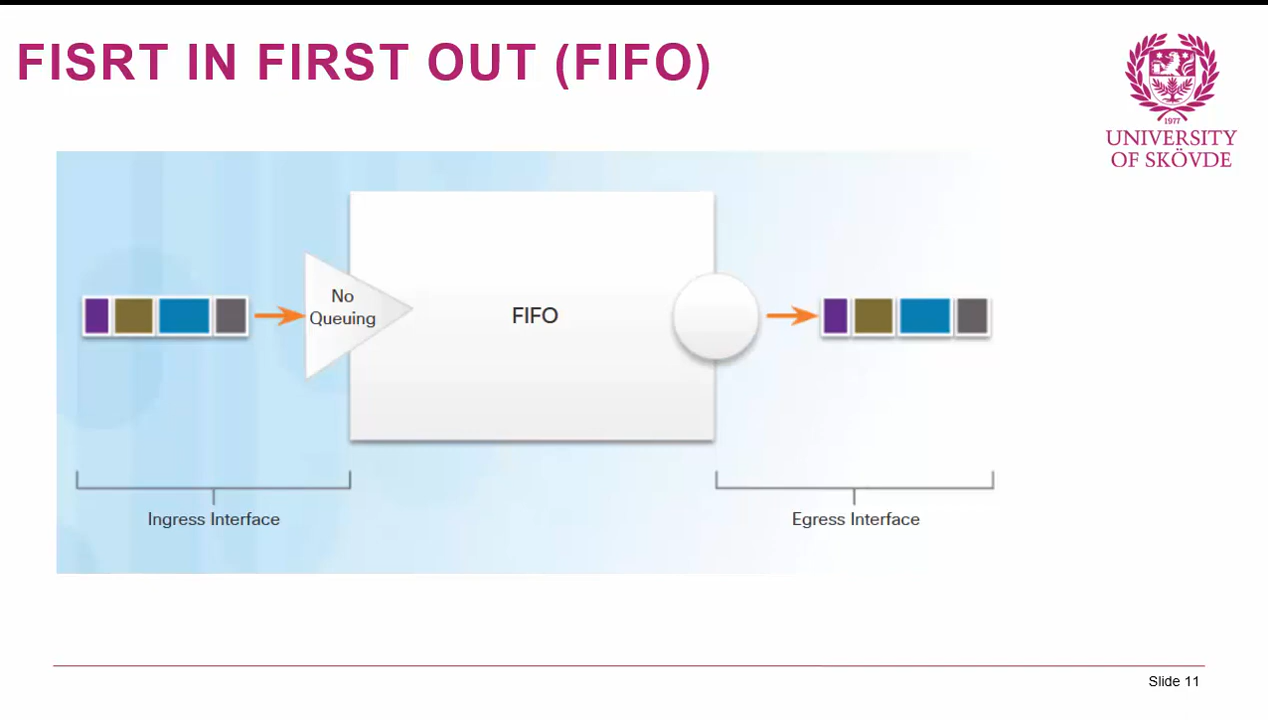 FISRT IN FIRST OUT (FIFO)
1977
UNIVERSITY
OF SKÖVDE
No
Queuing
FIFO
Ingress Interface
Egress Interface
Slide 11